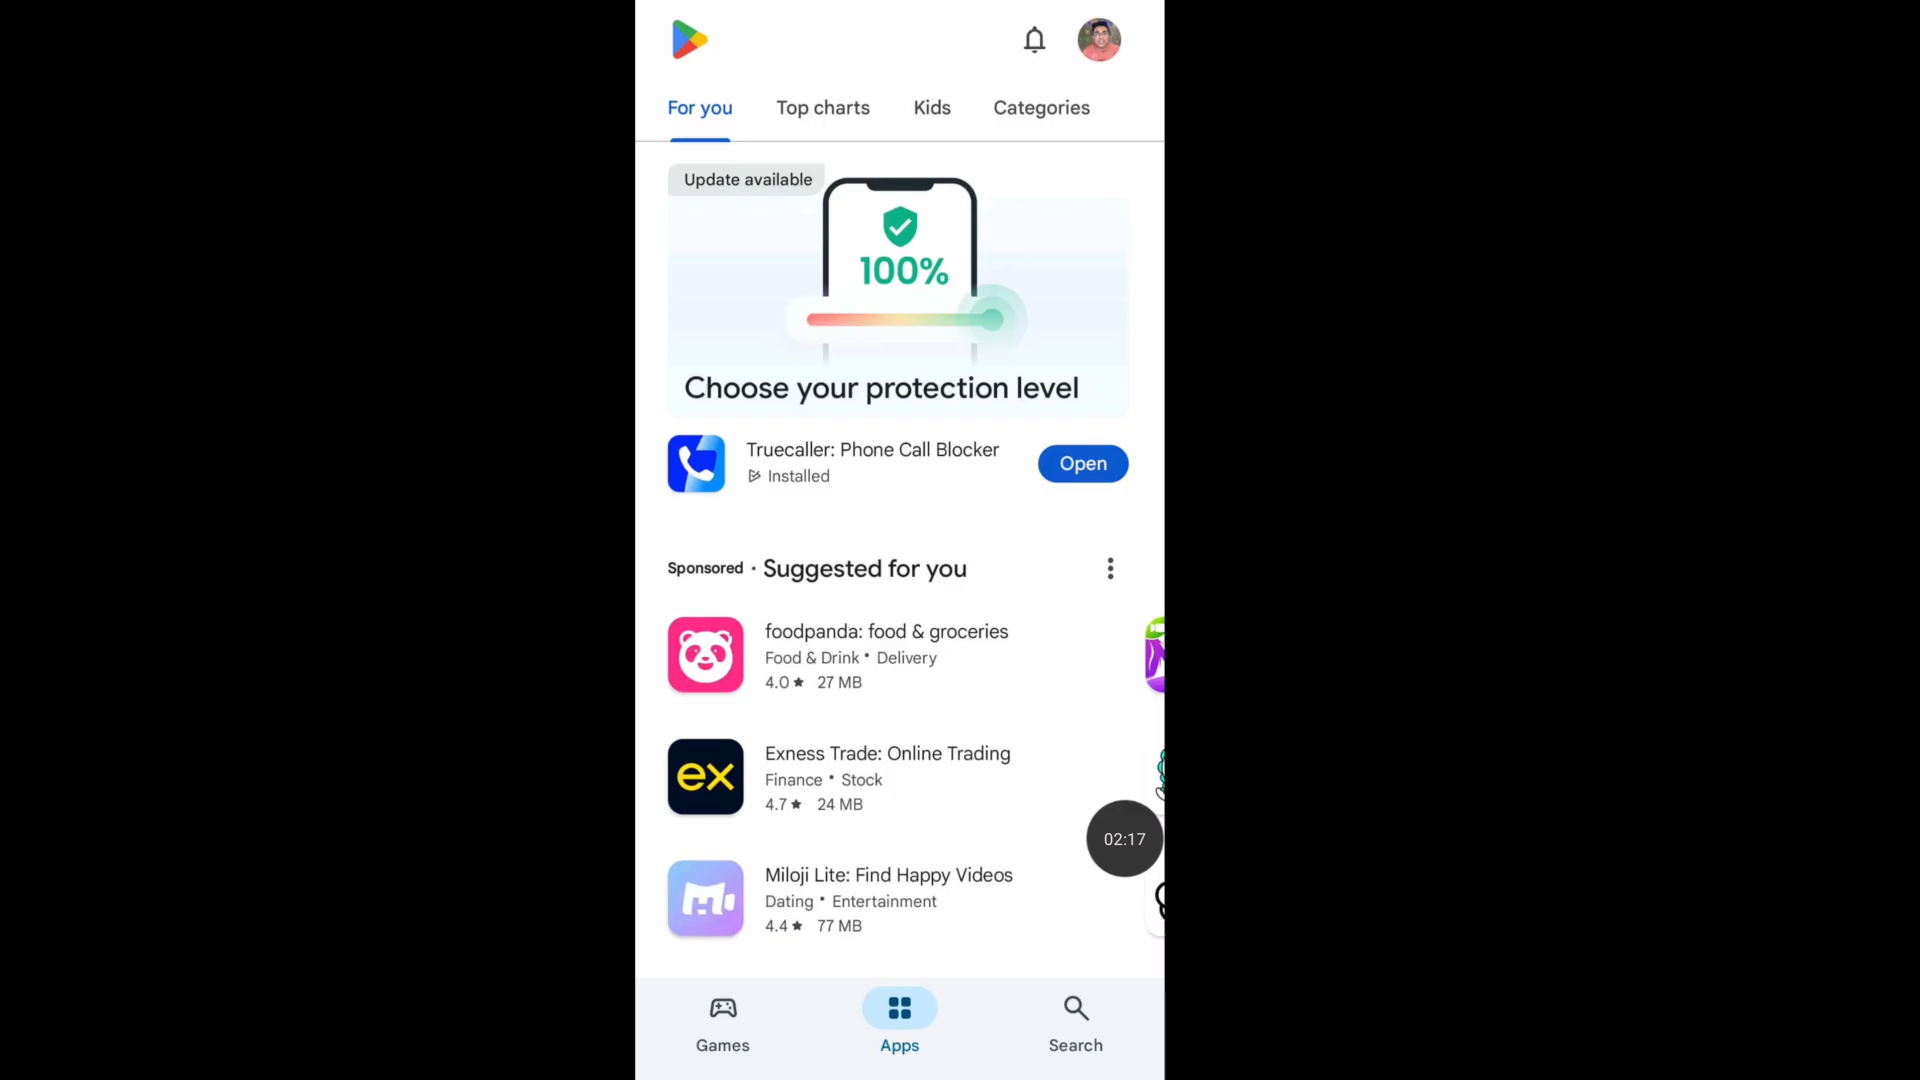 For you
Top charts
Kids
Categories
Update available
100%
Choose your protection level
Truecaller: Phone Call Blocker
Installed
Open
Sponsored · Suggested for you
foodpanda: food & groceries
Food & Drink • Delivery
4.0 ★ 27 MB
ex
Exness Trade: Online Trading
Finance • Stock
4.7 ★ 24 MB
02:17
Miloji Lite: Find Happy Videos
Dating • Entertainment
4.4 ★ 77 MB
Games
Apps
Search